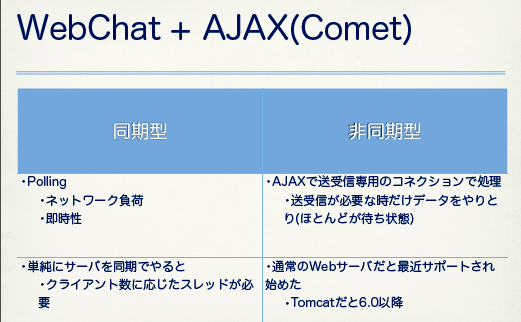 WebChat + AJAX(Comet)
同期型
非同期型
・Polling
・ネットワーク負荷
・即時性
・AJAXで送受信専用のコネクションで処理
・送受信が必要な時だけデータをやりと
り(ほとんどが待ち状態)
・単純にサーバを同期でやると
・クライアント数に応じたスレッドが必
要
・通常のWebサーバだと最近サポートされ
始めた
・Tomcatだと6.0以降